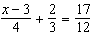 x − 3/4 + 2/3 = 17/12